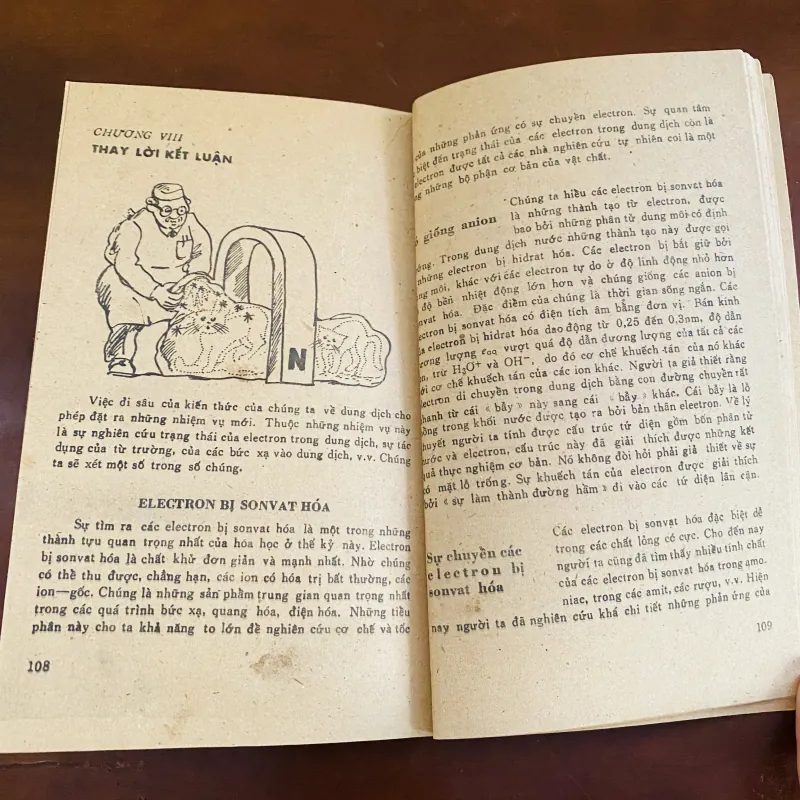 CHƯƠNG VIII
THAY LỜI KẾT LUẬN
N
Việc đi sâu của kiến thức của chúng ta về dung dịch cho
phép đặt ra những nhiệm vụ mới. Thuộc những nhiệm vụ này
là sự nghiên cứu trạng thái của electron trong dung dịch, sự tác
dụng của từ trường, của các bức xạ vào dung dịch, v.v. Chúng
ta sẽ xét một số trong số chúng.
ELECTRON BỊ SONVAT HÓA
Sự tìm ra các electron bị sonvat hóa là một trong những
thành tựu quan trọng nhất của hóa học ở thế kỷ này. Electron
bị sonvat hóa là chất khử đơn giản và mạnh nhất. Nhờ chúng
có thể thu được, chẳng hạn, các ion có hóa trị bất thường, các
ion—gốc. Chúng là những sản phẩm trung gian quan trọng nhất
trong các quá trình bức xạ, quang hóa, điện hóa. Những tiểu
phân này cho ta khả năng to lớn để nghiên cứu cơ chế và tốc
108
của những phản ứng có sự chuyển electron. Sự quan tâm
biệt đến trạng thái của các electron trong dung dịch còn là
electron được tất cả các nhà nghiên cứu tự nhiên coi là một
những bộ phận cơ bản của vật chất.
giống anion
Chúng ta hiểu các electron bị sonvat hóa
là những thành tạo từ electron, được
bao bởi những phân tử dung môi có định
Trong dung dịch nước những thành tạo này được gọi
những electron bị hidrat hóa. Các electron bị bắt giữ bởi
môi, khác với các electron tự do ở độ linh động nhỏ hơn
độ bền nhiệt động lớn hơn và chúng giống các anion bị
sonvat hóa. Đặc điểm của chúng là thời gian sống ngắn. Các
electron bị sonvat hóa có diện tích âm bằng đơn vị. Bán kính
electron bị hidrat hóa dao động từ 0,25 đến 0,3nm, độ dẫn
đương lượng eaq vượt quá độ dẫn đương lượng của tất cả các
trừ H₃O⁺ và OH⁻, do đó cơ chế khuếch tán của nó khác
với cơ chế khuếch tán của các ion khác. Người ta giả thiết rằng
electron di chuyển trong dung dịch bằng con đường chuyển rất
nhanh từ cái « bẫy » này sang cái « bẫy » khác. Cái bẫy là lỗ
trống trong khối nước được tạo ra bởi bản thân electron. Về lý
thuyết người ta tính được cấu trúc tứ diện gồm bốn phân tử
nước và electron, cấu trúc này đã giải thích được những kết
quả thực nghiệm cơ bản. Nó không đòi hỏi phải giả thiết về sự
có mặt lỗ trống. Sự khuếch tán của electron được giải thích
bởi « sự làm thành đường hầm » đi vào các tứ diện lân cận.
Sự chuyển các
electron bị
sonvat hóa
Các electron bị sonvat hóa đặc biệt dễ
trong các chất lỏng có cực. Cho đến nay
người ta cũng đã tìm thấy nhiều tính chất
của các electron bị sonvat hóa trong amo.
niac, trong các amit, các rượu, v.v. Hiện
nay người ta đã nghiên cứu khá chi tiết những phản ứng của
109